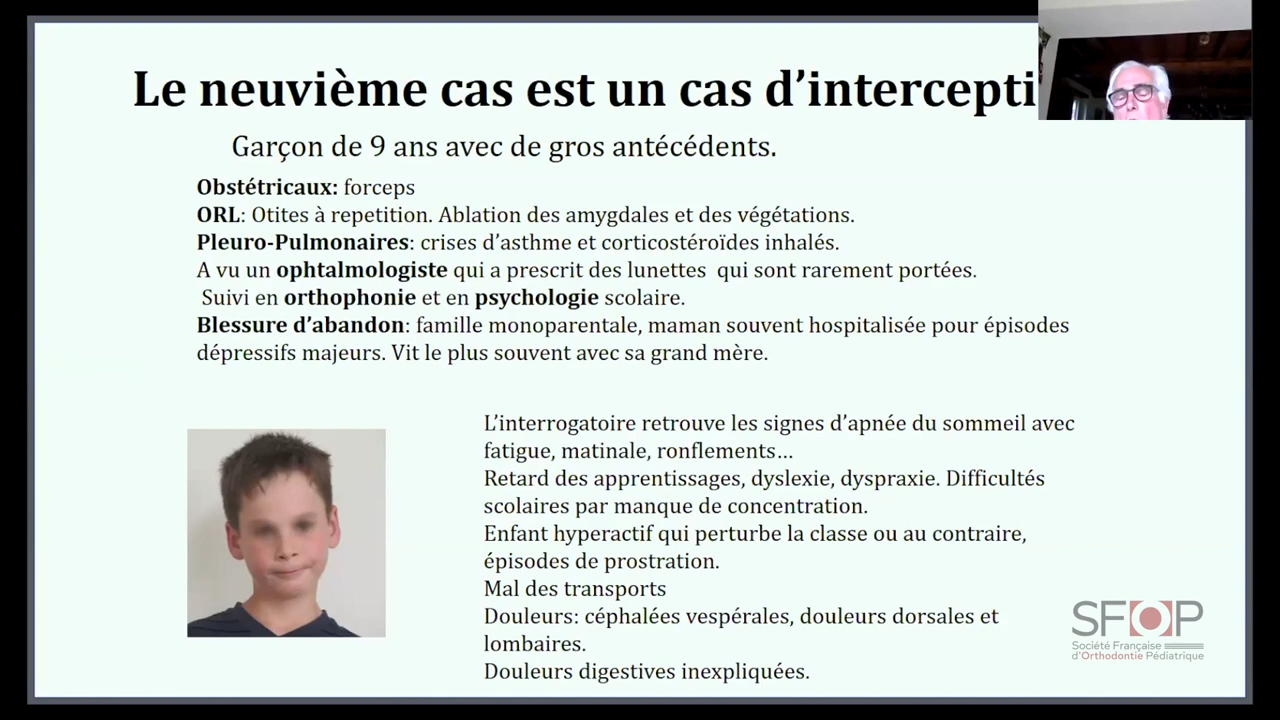 Le neuvième cas est un cas d’intercepti
Garçon de 9 ans avec de gros antécédents.
Obstétricaux: forceps
ORL: Otites à repetition. Ablation des amygdales et des végétations.
Pleuro-Pulmonaires: crises d’asthme et corticostéroïdes inhalés.
A vu un ophtalmologiste qui a prescrit des lunettes qui sont rarement portées.
Suivi en orthophonie et en psychologie scolaire.
Blessure d’abandon: famille monoparentale, maman souvent hospitalisée pour épisodes
dépressifs majeurs. Vit le plus souvent avec sa grand mère.
L’interrogatoire retrouve les signes d’apnée du sommeil avec
fatigue, matinale, ronflements…
Retard des apprentissages, dyslexie, dyspraxie. Difficultés
scolaires par manque de concentration.
Enfant hyperactif qui perturbe la classe ou au contraire,
épisodes de prostration.
Mal des transports
Douleurs: céphalées vespérales, douleurs dorsales et
lombaires.
Douleurs digestives inexpliquées.
SFOP
Société Française
d’Orthodontie Pédiatrique